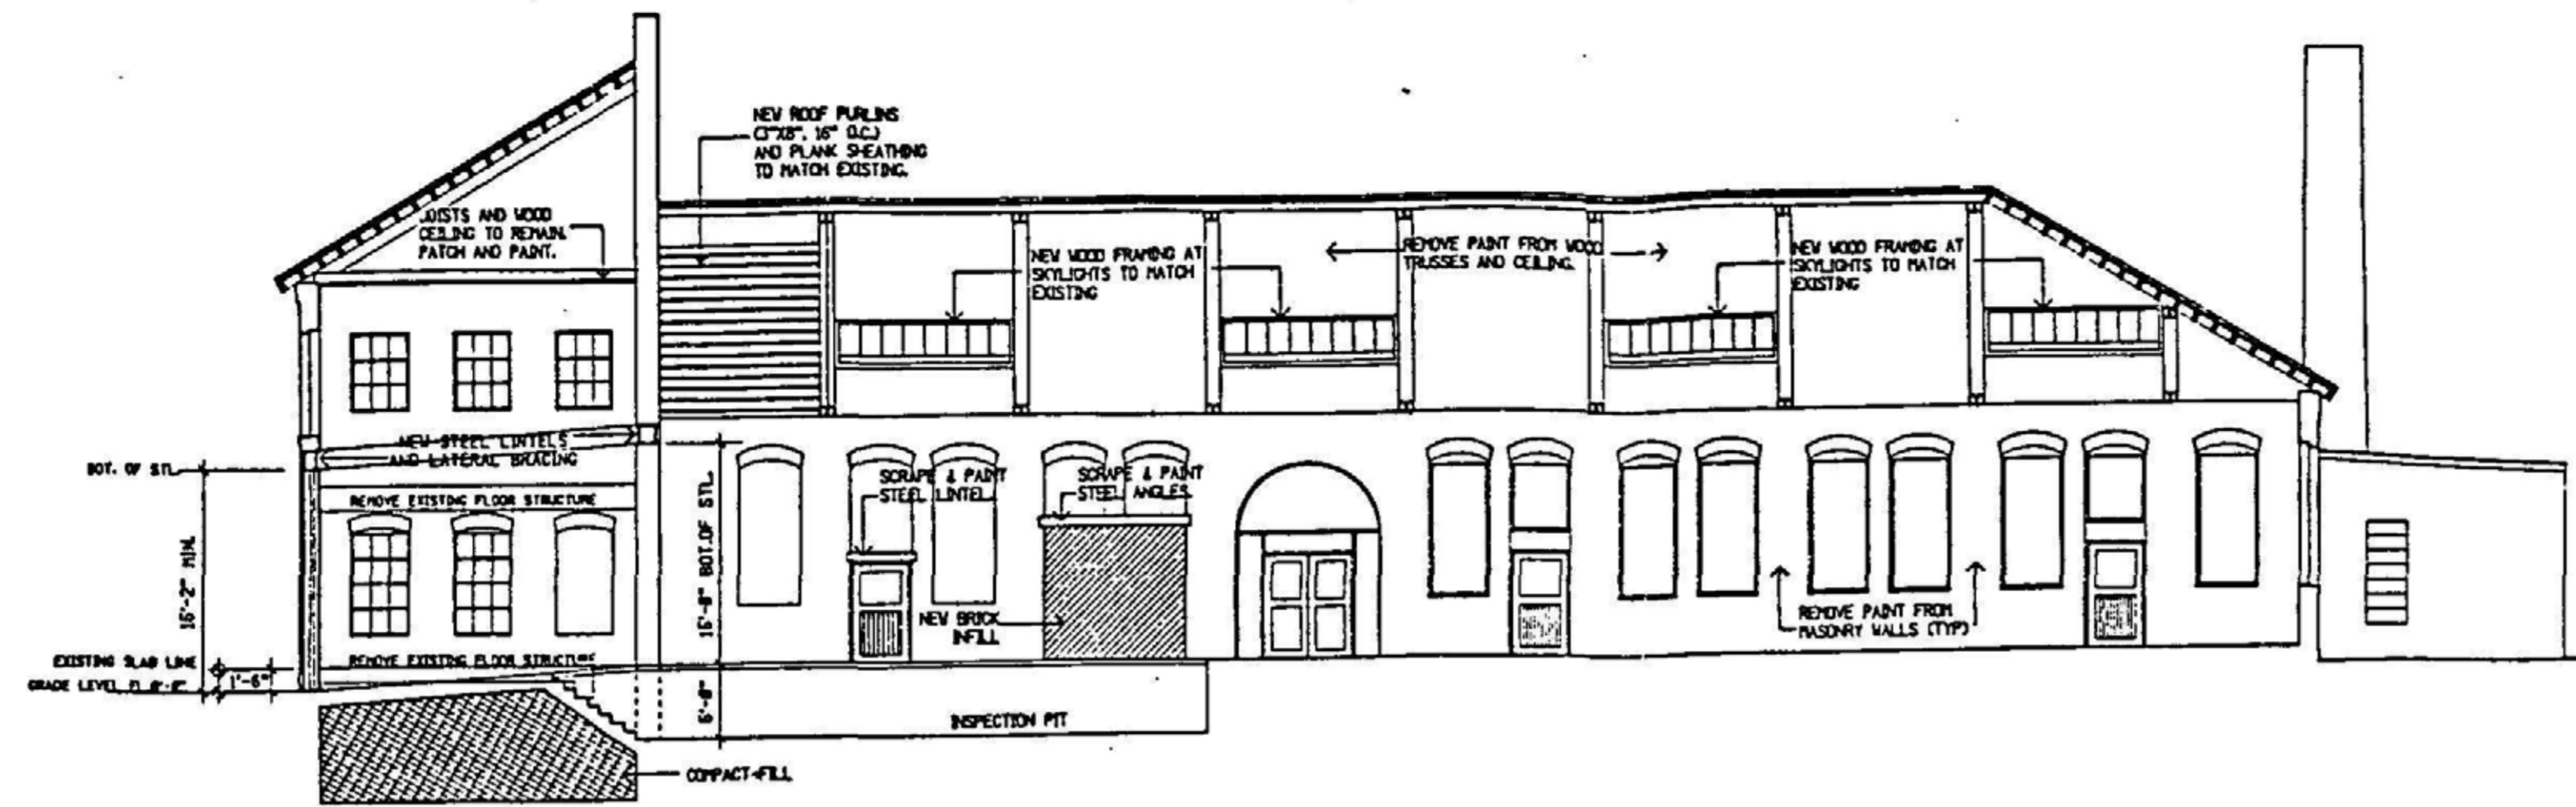 NEW ROOF PURLINS
(3"X8", 16" O.C.)
AND PLANK SHEATHING
TO MATCH EXISTING.
JOISTS AND WOOD
CEILING TO REMAIN.
PATCH AND PAINT.
NEW WOOD FRAMING AT
SKYLIGHTS TO MATCH
EXISTING
REMOVE PAINT FROM WOOD
TRUSSES AND CEILING.
NEW WOOD FRAMING AT
SKYLIGHTS TO MATCH
EXISTING
NEW STEEL LINTELS
AND LATERAL BRACING
BOT. OF STL.
REMOVE EXISTING FLOOR STRUCTURE
SCRAPE & PAINT
STEEL LINTEL
SCRAPE & PAINT
STEEL ANGLES.
16'-2" MIN.
BOT.OF STL.
NEW BRICK
INFILL
REMOVE PAINT FROM
MASONRY WALLS (TYP)
EXISTING SLAB LINE
REMOVE EXISTING FLOOR STRUCTURE
GRADE LEVEL
1'-6"
INSPECTION PIT
COMPACT FILL